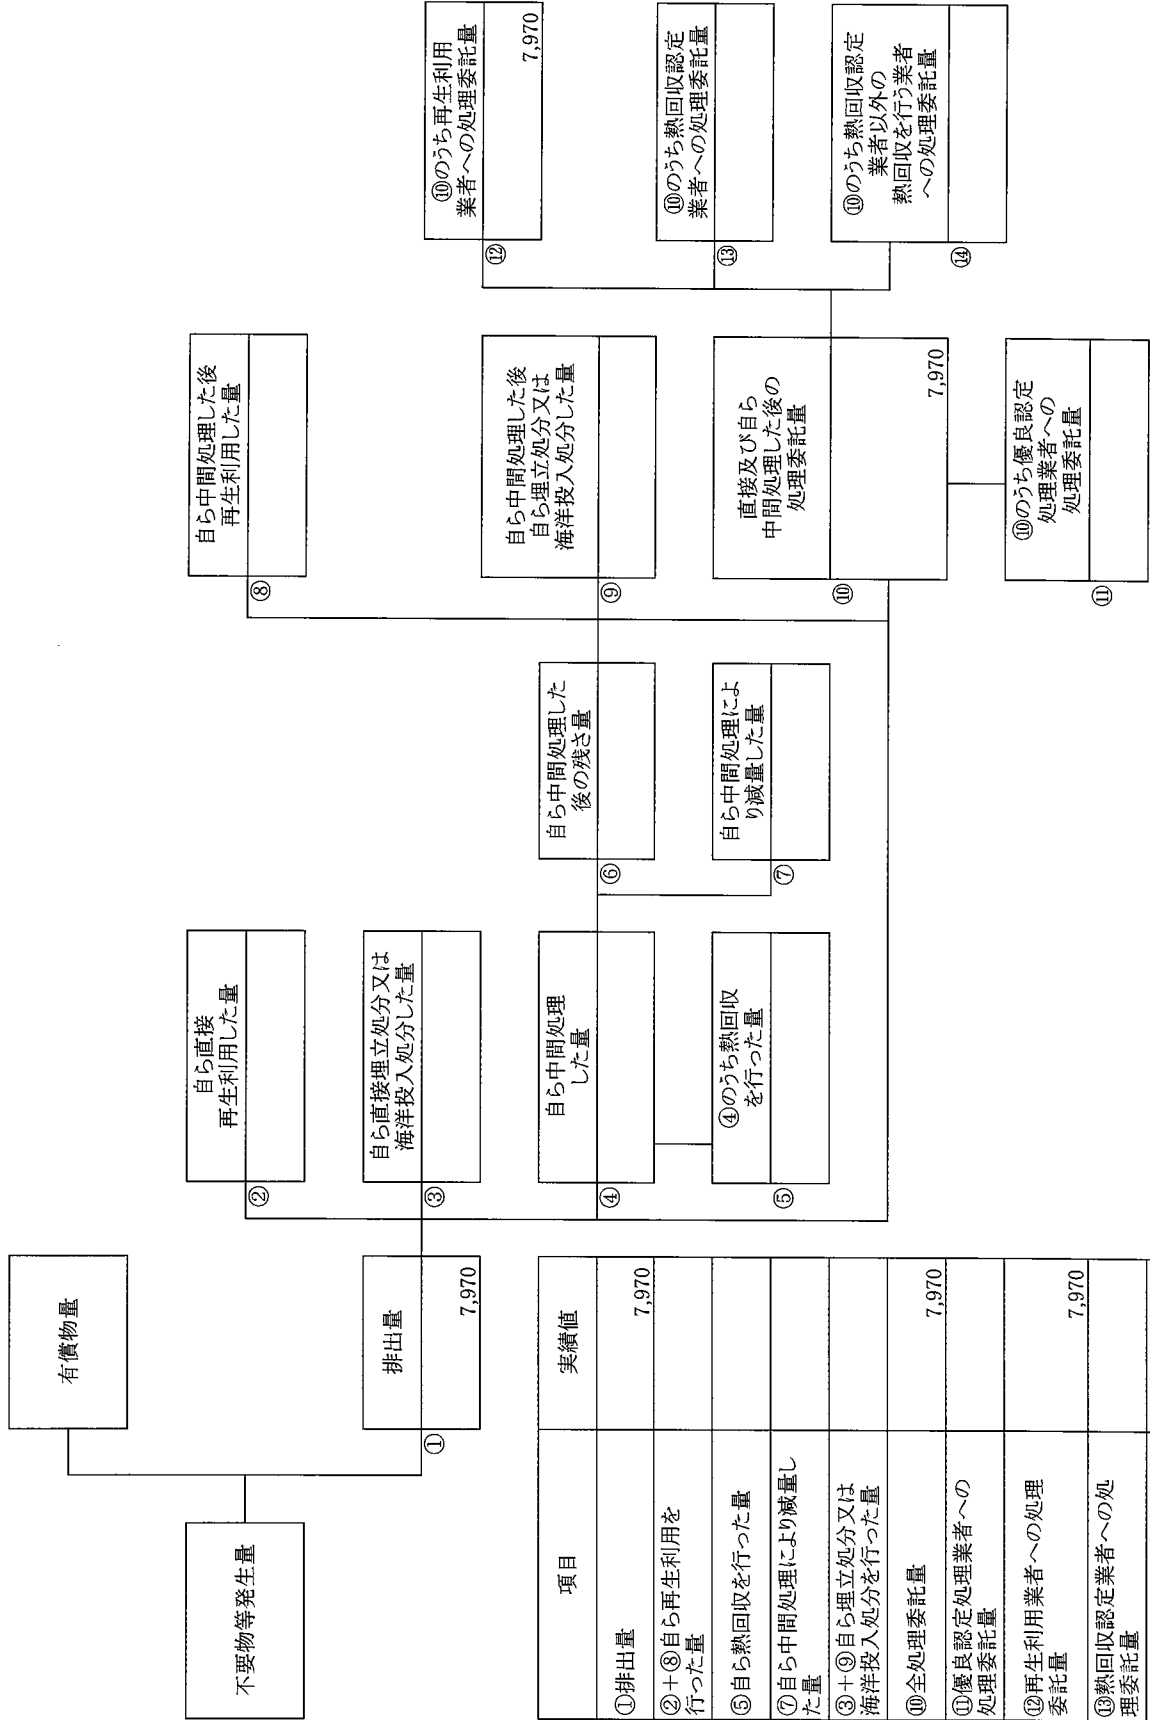 不要物等発生量
有償物量
①
排出量
7,970
②
自ら直接
再生利用した量
③
自ら直接埋立処分又は
海洋投入処分した量
④
自ら中間処理
した量
⑤
④のうち熱回収
を行った量
⑥
自ら中間処理した
後の残さ量
⑦
自ら中間処理によ
り減量した量
⑧
自ら中間処理した後
再生利用した量
⑨
自ら中間処理した後
自ら埋立処分又は
海洋投入処分した量
⑩
直接及び自ら
中間処理した後の
処理委託量
7,970
⑪
⑩のうち優良認定
処理業者への
処理委託量
⑫
⑩のうち再生利用
業者への処理委託量
7,970
⑬
⑩のうち熱回収認定
業者への処理委託量
⑭
⑩のうち熱回収認定
業者以外の
熱回収を行う業者
への処理委託量
項目
実績値
①排出量
7,970
②+⑧自ら再生利用を
行った量
⑤自ら熱回収を行った量
⑦自ら中間処理により減量し
た量
③+⑨自ら埋立処分又は
海洋投入処分を行った量
⑩全処理委託量
7,970
⑪優良認定処理業者への
処理委託量
⑫再生利用業者への処理
委託量
7,970
⑬熱回収認定業者への処
理委託量